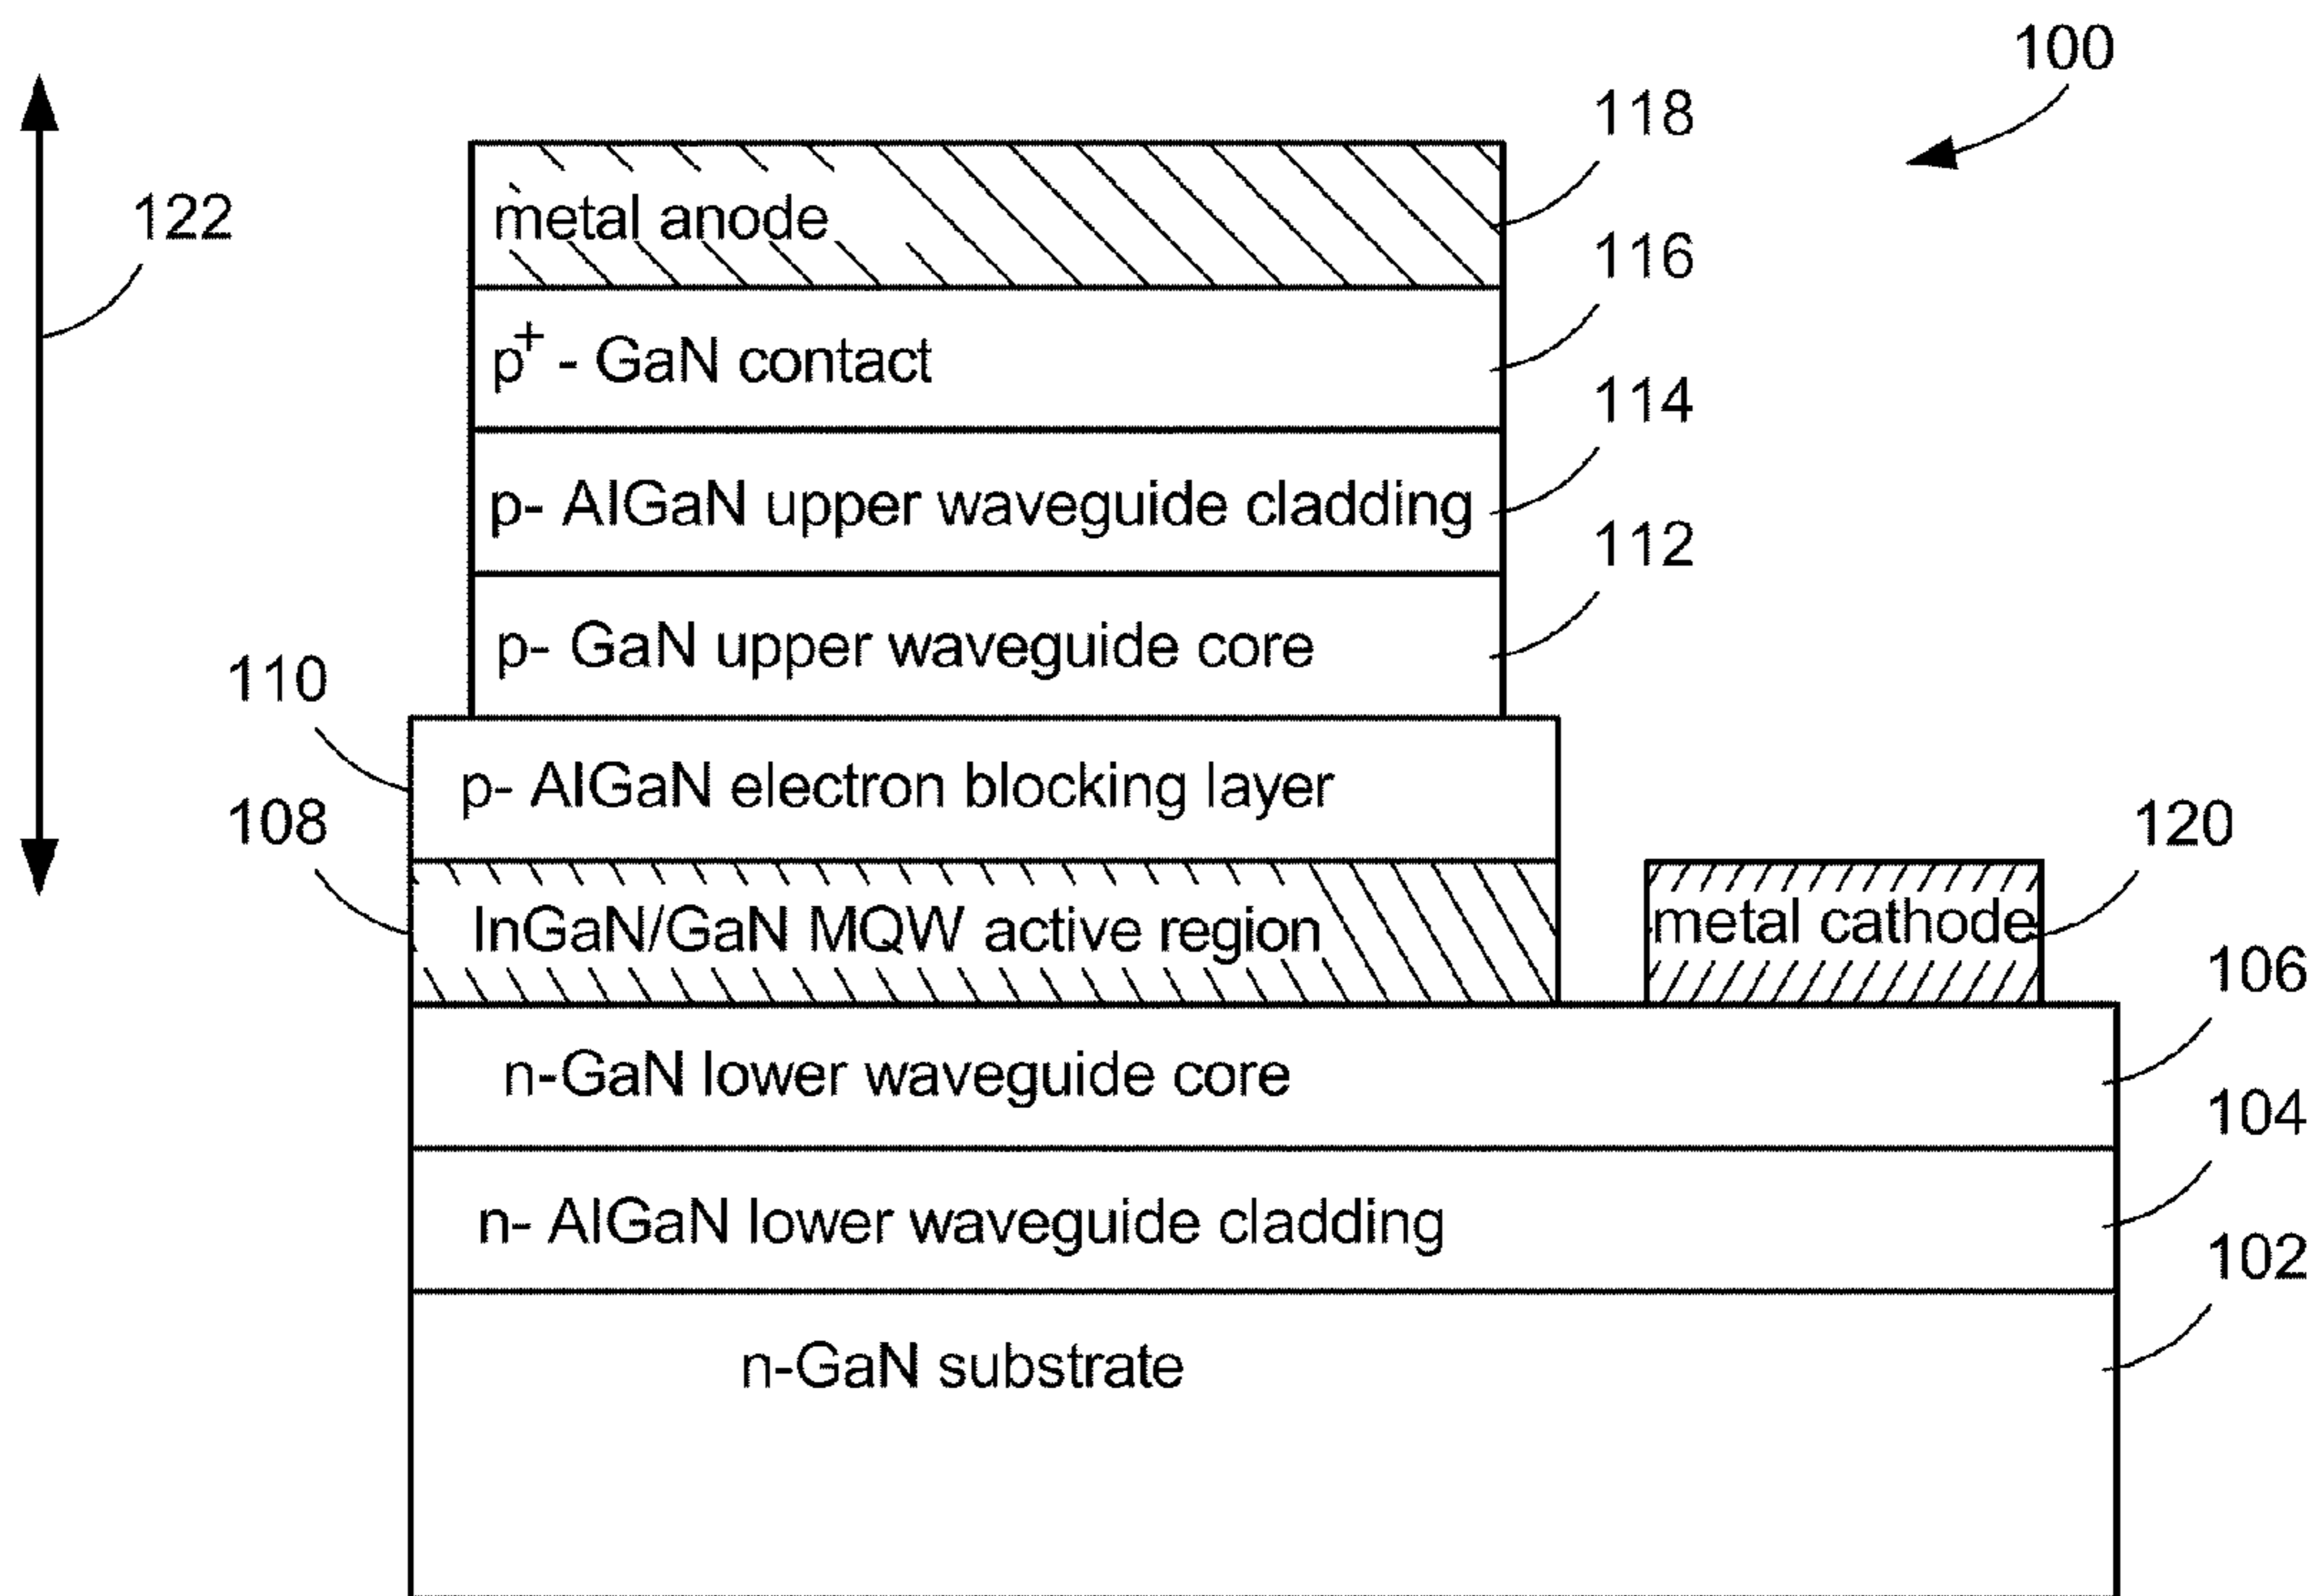 100
118
122
metal anode
116
p+ - GaN contact
114
p- AlGaN upper waveguide cladding
112
p- GaN upper waveguide core
110
p- AlGaN electron blocking layer
108
120
InGaN/GaN MQW active region
metal cathode
106
n-GaN lower waveguide core
104
n- AlGaN lower waveguide cladding
102
n-GaN substrate